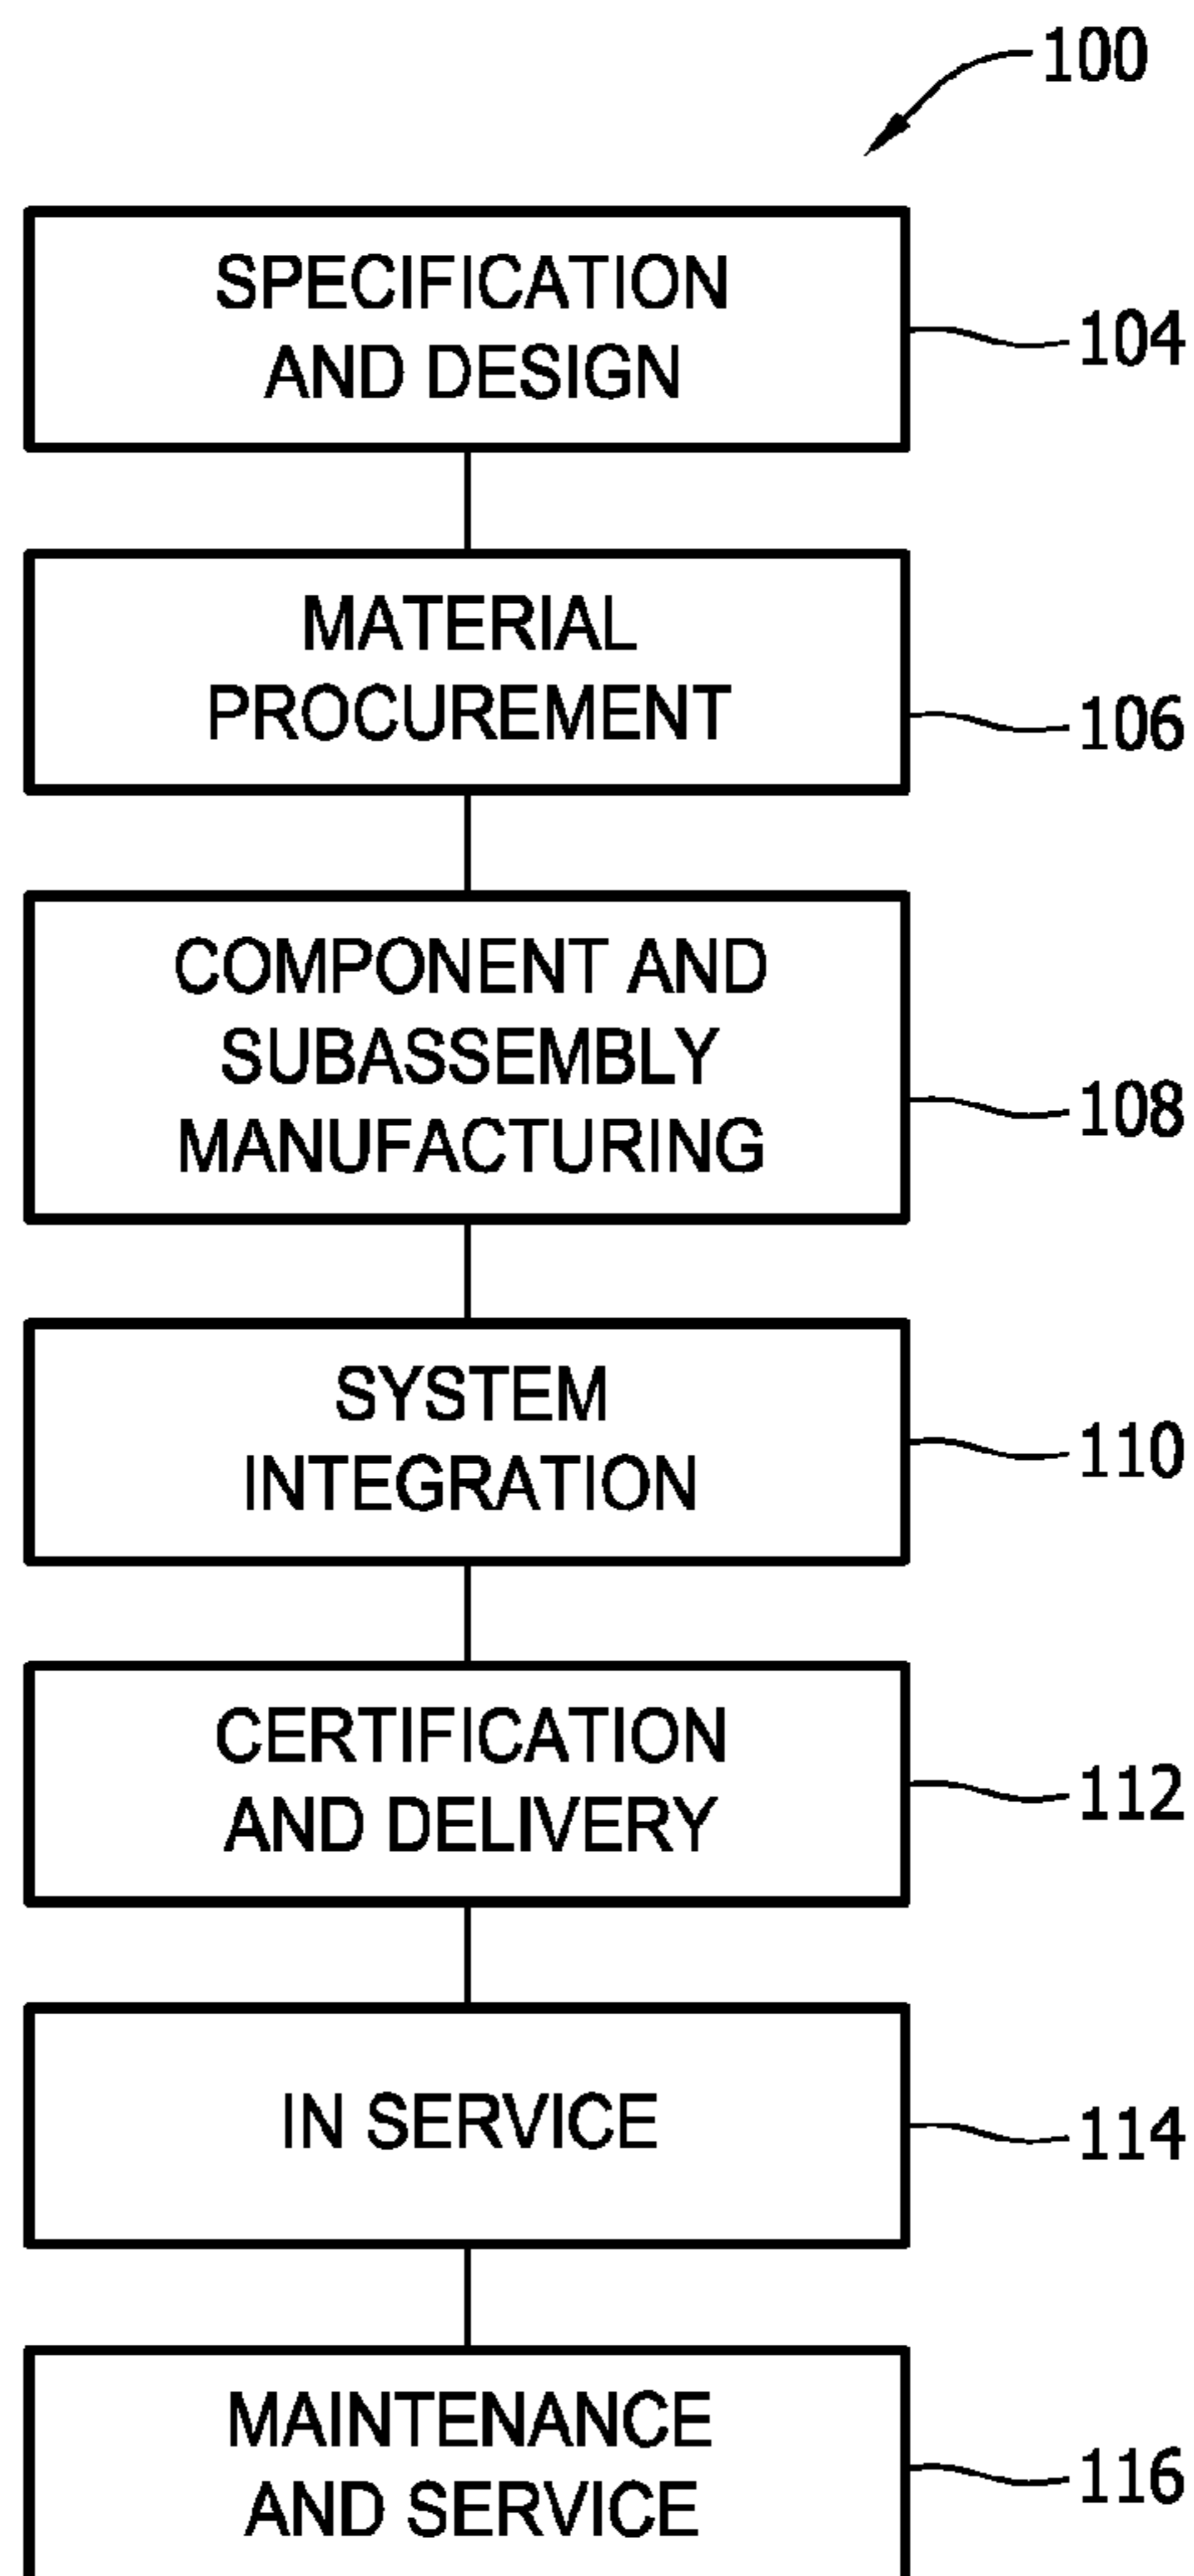 100
SPECIFICATION
AND DESIGN
104
MATERIAL
PROCUREMENT
106
COMPONENT AND
SUBASSEMBLY
MANUFACTURING
108
SYSTEM
INTEGRATION
110
CERTIFICATION
AND DELIVERY
112
IN SERVICE
114
MAINTENANCE
AND SERVICE
116